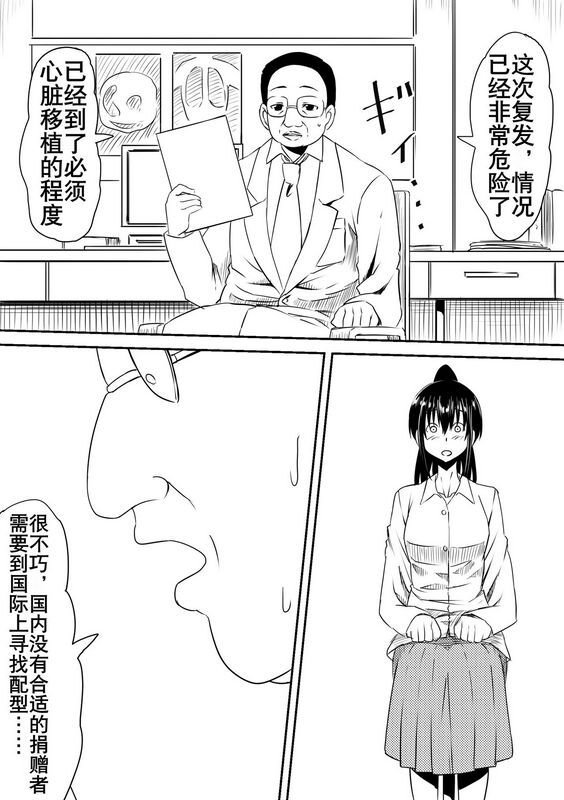 这次复发，情况
已经非常危险了
ギッ…
已经到了必须
心脏移植的程度
很不巧，国内没有合适的捐赠者
需要到国际上寻找配型……